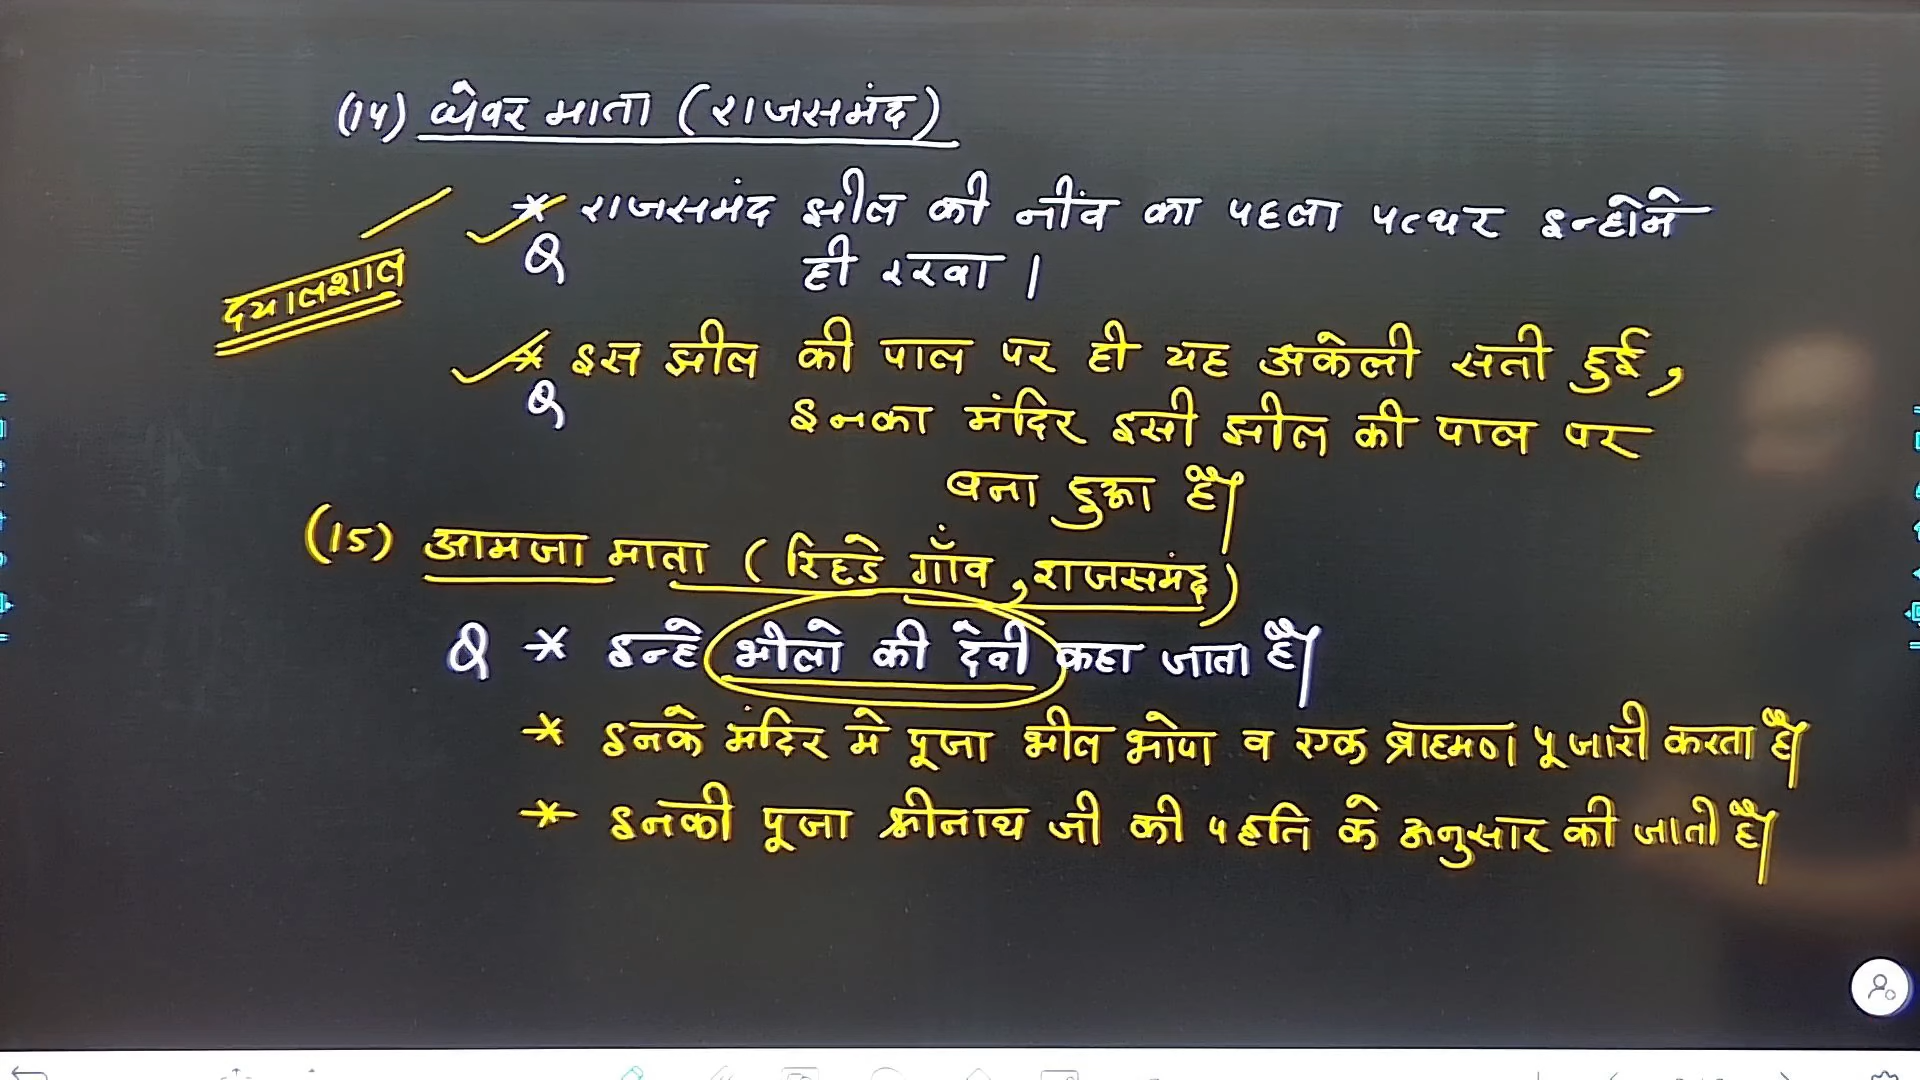 (14) घेवर माता (राजसमंद)
* राजसमंद झील की नींव का पहला पत्थर इन्होने
Q ही रखा।
दयालशाल
* इस झील की पाल पर ही यह अकेली सती हुई,
Q इनका मंदिर इसी झील की पाल पर
बना हुआ है|
(15) आमजा माता (रिहडे गाँव, राजसमंद)
Q * इन्हे भीलो की देवी कहा जाता है|
* इनके मंदिर मे पूजा भील भोपा व एक ब्राह्मण पूजारी करता है|
* इनकी पूजा श्रीनाथ जी की पद्धति के अनुसार की जाती है|